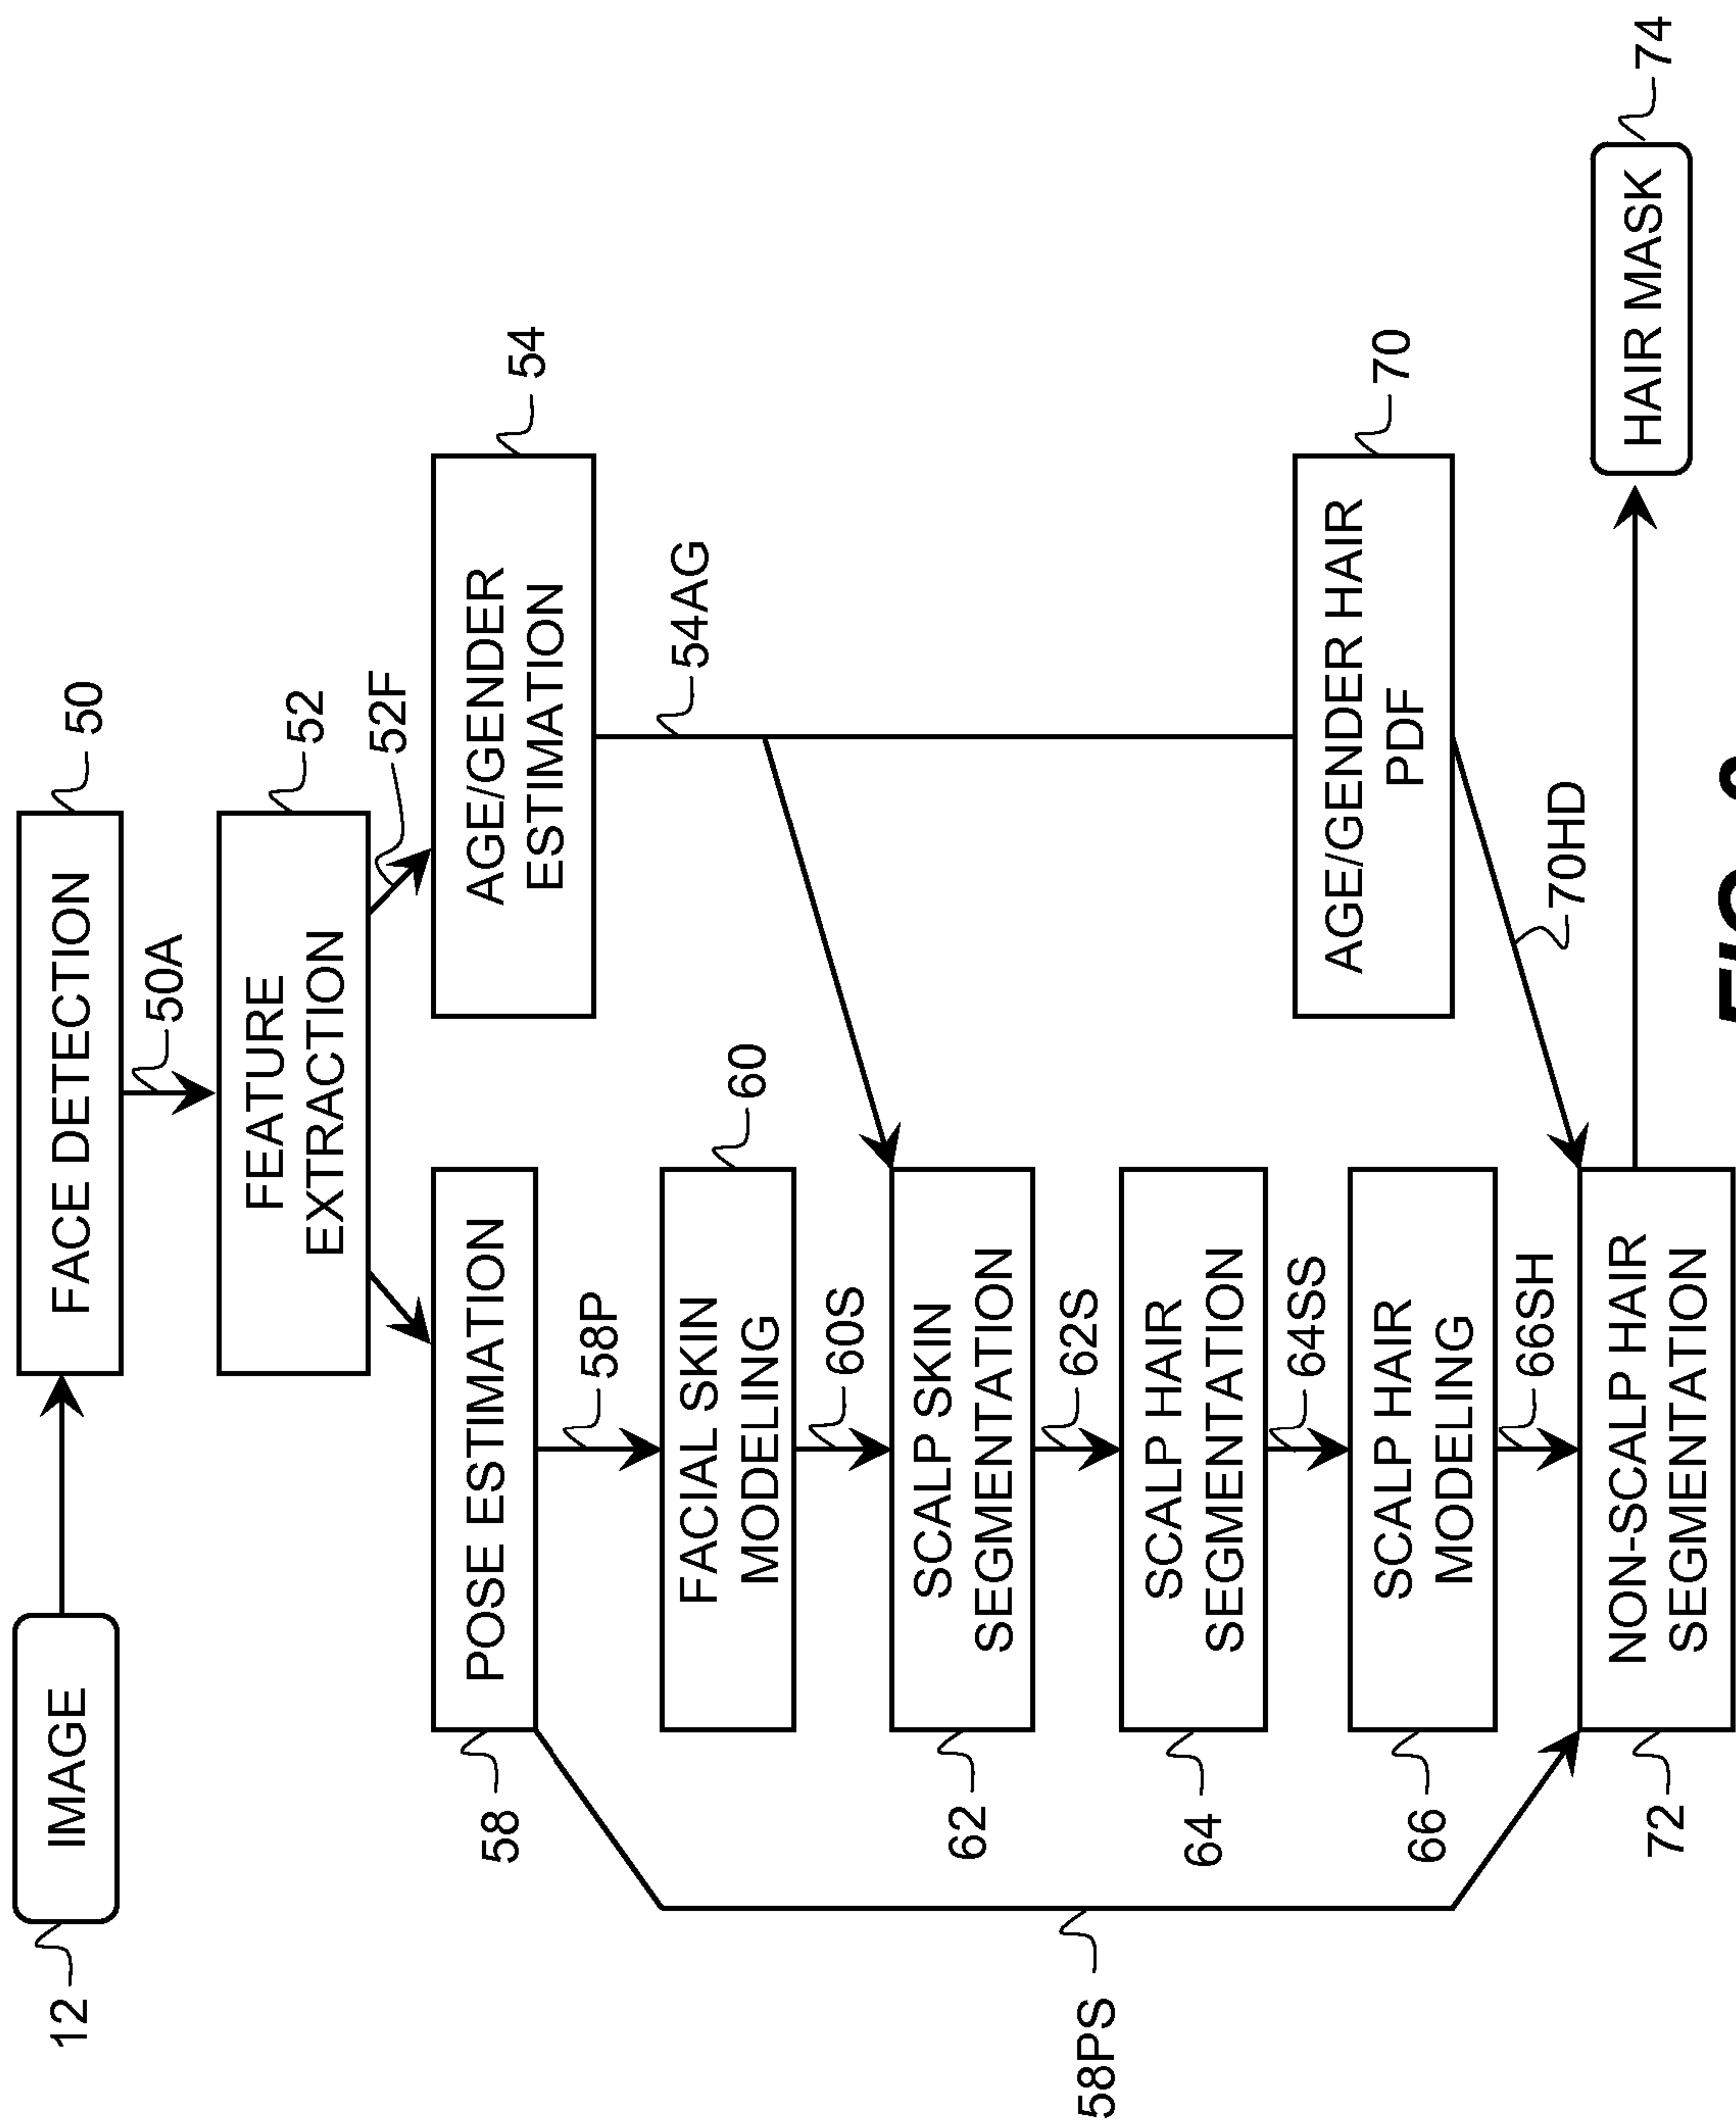 12
IMAGE
FACE DETECTION
50
50A
FEATURE
EXTRACTION
52
52F
58
POSE ESTIMATION
AGE/GENDER
ESTIMATION
54
58P
54AG
FACIAL SKIN
MODELING
60
60S
62
SCALP SKIN
SEGMENTATION
62S
58PS
64
SCALP HAIR
SEGMENTATION
64SS
66
SCALP HAIR
MODELING
66SH
AGE/GENDER HAIR
PDF
70
70HD
72
NON-SCALP HAIR
SEGMENTATION
HAIR MASK
74